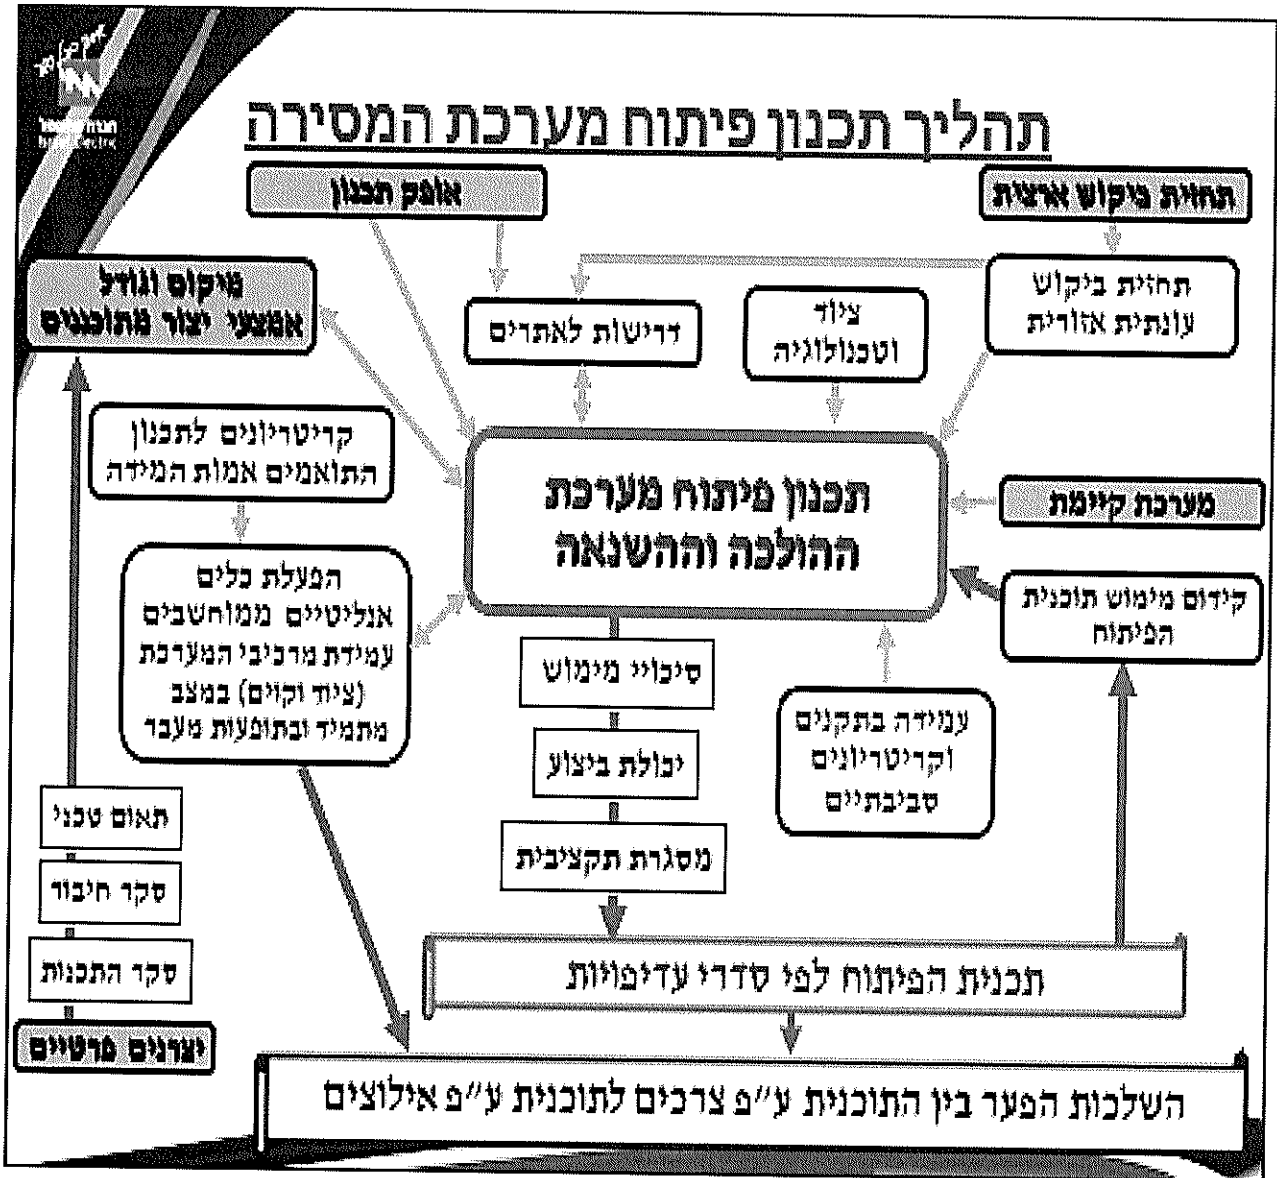 תהליך תכנון פיתוח מערכת המסירה
תחזית ביקוש ארצית
אופק תכנון
תחזית ביקוש
עונתית אזורית
ציוד
וטכנולוגיה
דרישות לאתרים
מיקום וגודל
אמצעי יצור מתוכננים
קריטריונים לתכנון
התואמים אמות המידה
תכנון פיתוח מערכת
ההולכה וההשנאה
מערכת קיימת
הפעלת כלים
אנליטיים ממוחשבים
עמידת מרכיבי המערכת
(ציוד וקוים) במצב
מתמיד ובתופעות מעבר
קידום מימוש תוכנית
הפיתוח
סיכויי מימוש
עמידה בתקנים
וקריטריונים
סביבתיים
יכולת ביצוע
מסגרת תקציבית
תאום טכני
סקר חיבור
סקר התכנות
יצרנים פרטיים
תכנית הפיתוח לפי סדרי עדיפויות
השלכות הפער בין התוכנית ע״פ צרכים לתוכנית ע״פ אילוצים